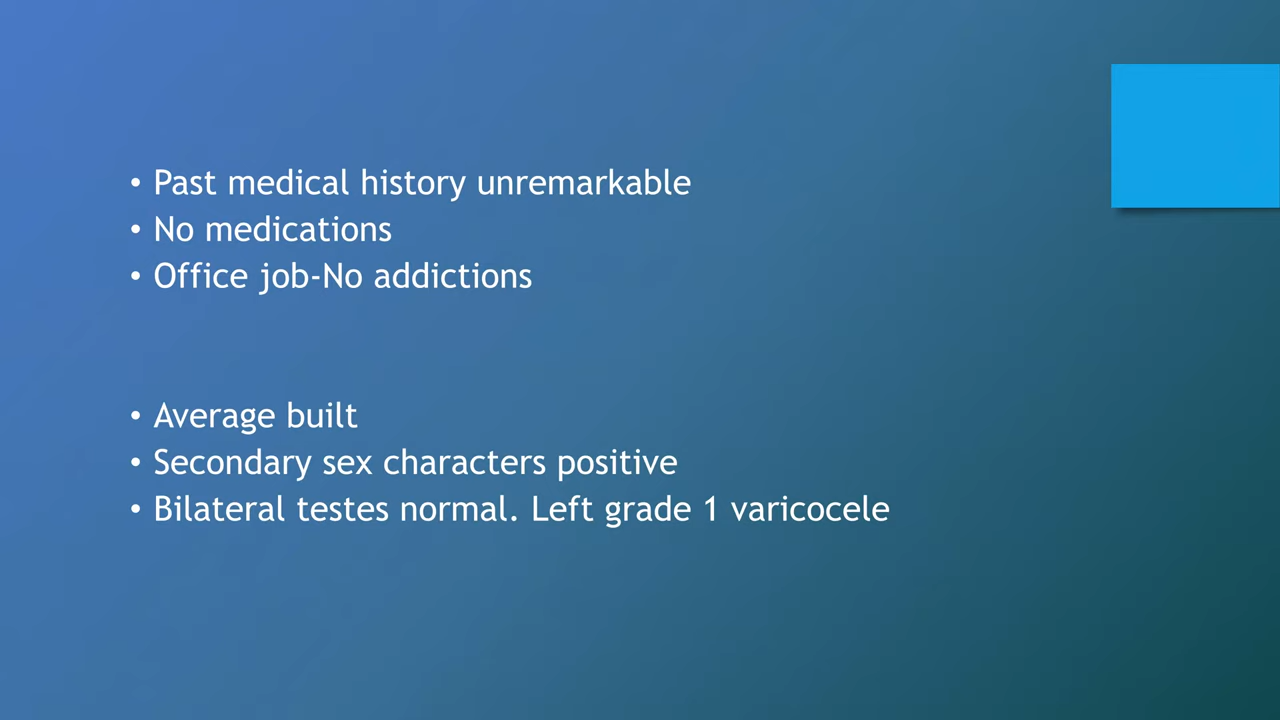 • Past medical history unremarkable
• No medications
• Office job-No addictions
• Average built
• Secondary sex characters positive
• Bilateral testes normal. Left grade 1 varicocele